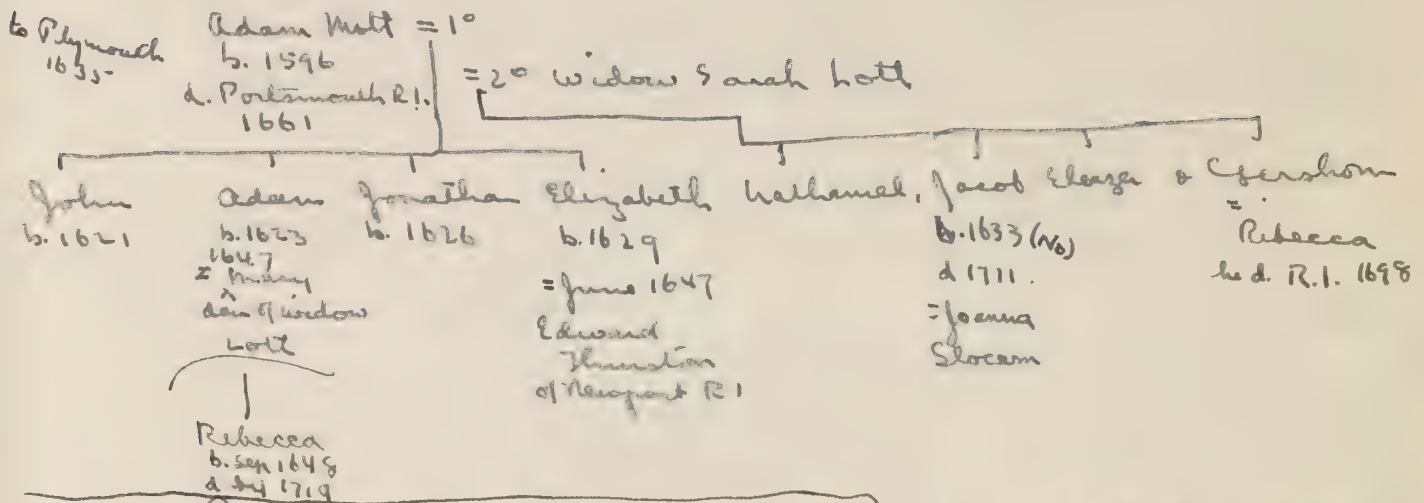 to Plymouth
1635
Adam Mott = 1°
b. 1596
d. Portsmouth R.I.
1661
= 2° Widow Sarah Lott
John
b. 1621
Adam
b. 1623
1647
= Mary
dau of widow
Lott
Rebecca
b. sep 1648
d 1719
Jonathan
b. 1626
Elizabeth
b. 1629
= June 1647
Edward
Thurston
of Newport R I
Nathaniel,
Jacob
b. 1633 (No)
d 1711.
= Joanna
Slocum
Eleazer & Gershom
=
Rebecca
he d. R.I. 1698